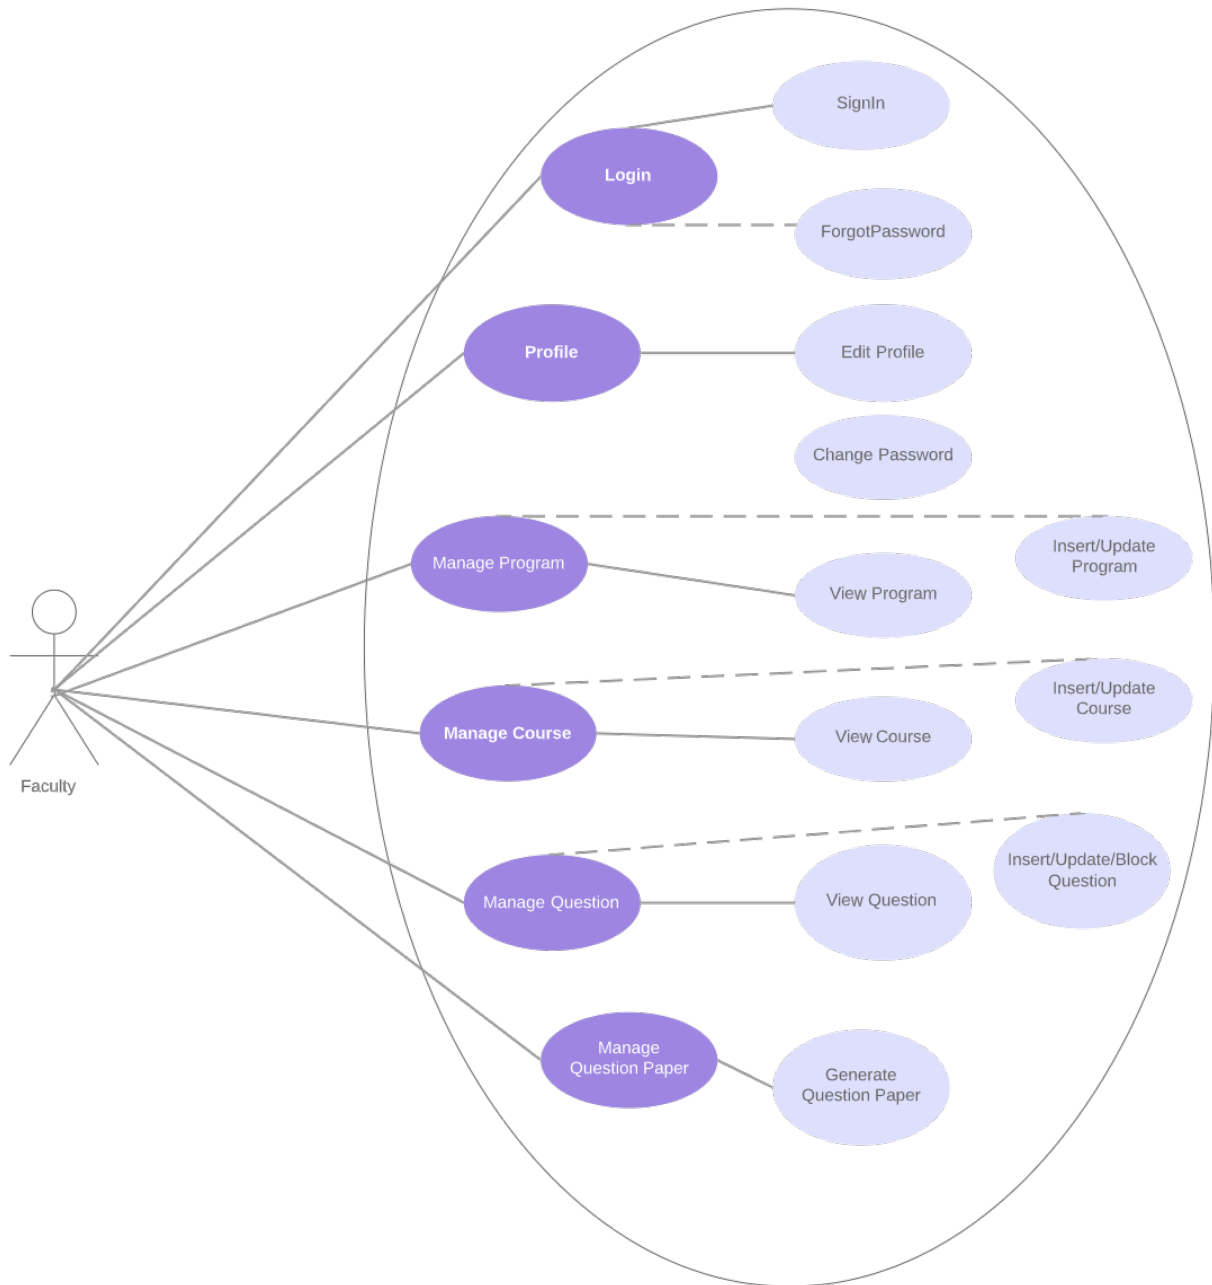 SignIn
Login
ForgotPassword
Profile
Edit Profile
Change Password
Manage Program
View Program
Insert/Update
Program
Manage Course
View Course
Insert/Update
Course
Faculty
Manage Question
View Question
Insert/Update/Block
Question
Manage
Question Paper
Generate
Question Paper